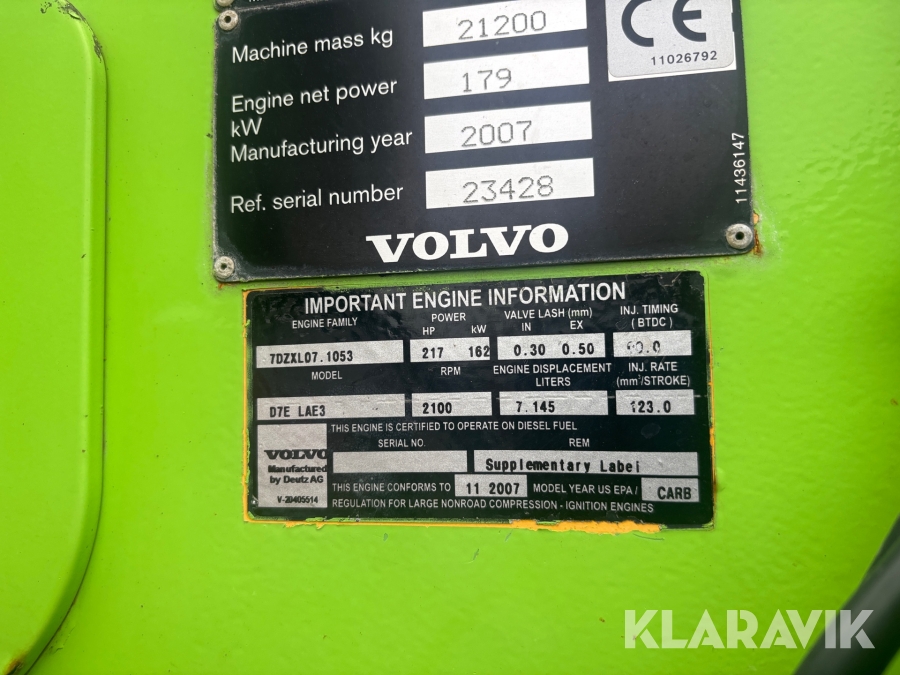 Machine mass kg 21200
Engine net power kW 179
Manufacturing year 2007
Ref. serial number 23428
VOLVO
CE
11026792
11436147
IMPORTANT ENGINE INFORMATION
ENGINE FAMILY POWER VALVE LASH (mm) INJ. TIMING
HP kW IN EX (BTDC)
7DZXL07.1053 217 162 0.30 0.50
MODEL RPM ENGINE DISPLACEMENT LITERS INJ. RATE (mm³/STROKE)
D7E LAE3 2100 7.145 123.0
THIS ENGINE IS CERTIFIED TO OPERATE ON DIESEL FUEL
SERIAL NO. REM
VOLVO
Manufactured
by Deutz AG
V-20405514
Supplementary Label
THIS ENGINE CONFORMS TO 11 2007 MODEL YEAR US EPA / CARB
REGULATION FOR LARGE NONROAD COMPRESSION - IGNITION ENGINES
KLARAVIK